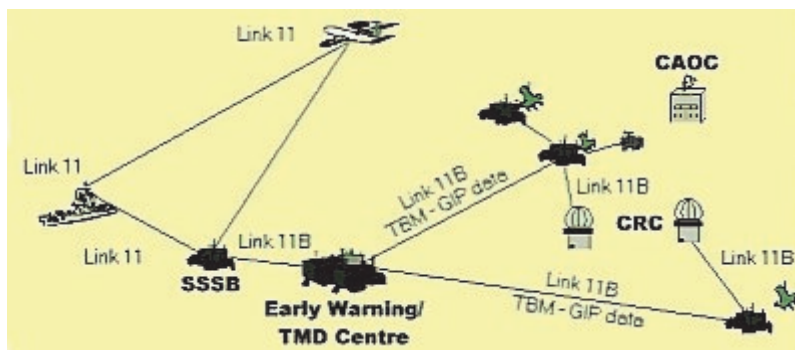 Link 11
CAOC
Link 11
Link 11B
TBM - GIP data
Link 11B
CRC
Link 11
Link 11B
SSSB
Link 11B
TBM - GIP data
Link 11B
Early Warning/
TMD Centre